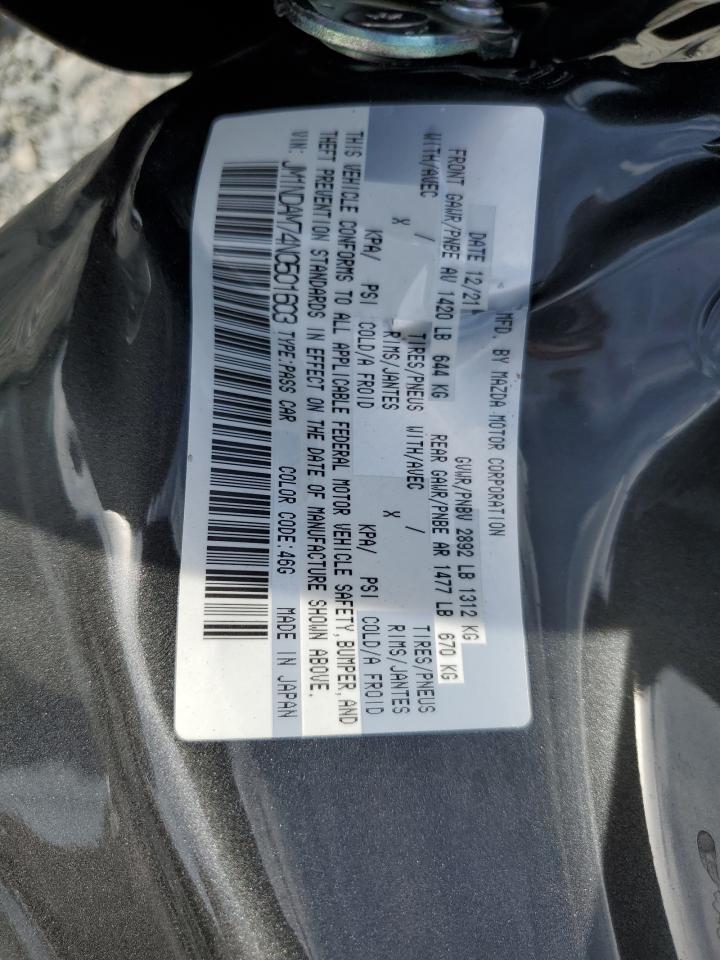 MFD. BY MAZDA MOTOR CORPORATION
DATE 12/21 GVWR/PNBV 2892 LB 1312 KG
FRONT GAWR/PNBE AV 1420 LB 644 KG REAR GAWR/PNBE AR 1477 LB 670 KG
WITH/AVEC / TIRES/PNEUS WITH/AVEC / TIRES/PNEUS
X RIMS/JANTES X RIMS/JANTES
KPA/ PSI COLD/A FROID KPA/ PSI COLD/A FROID
THIS VEHICLE CONFORMS TO ALL APPLICABLE FEDERAL MOTOR VEHICLE SAFETY,BUMPER,AND
THEFT PREVENTION STANDARDS IN EFFECT ON THE DATE OF MANUFACTURE SHOWN ABOVE.
VIN: JM1NDAM74N0501603 TYPE:PASS CAR COLOR CODE:46G MADE IN JAPAN